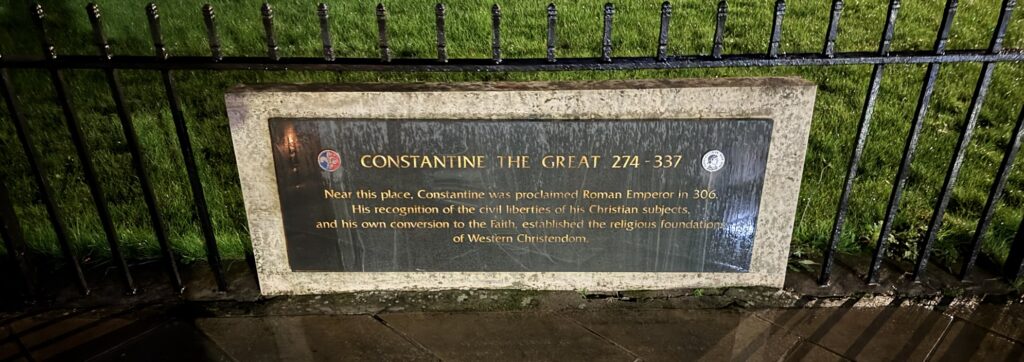 CONSTANTINE THE GREAT 274 - 337
Near this place, Constantine was proclaimed Roman Emperor in 306.
His recognition of the civil liberties of his Christian subjects,
and his own conversion to the Faith, established the religious foundation
of Western Christendom.